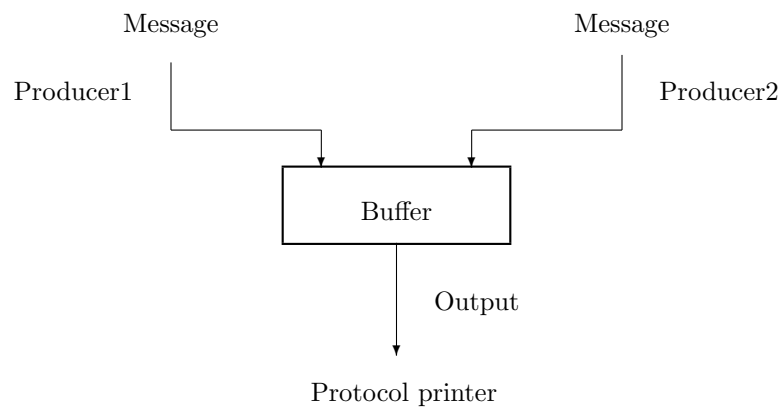 Message
Message
Producer1
Producer2
Buffer
Output
Protocol printer